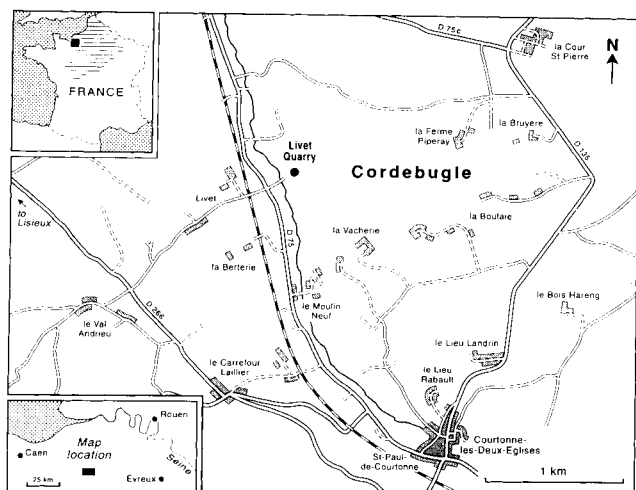 FRANCE
D 75c
la Cour
St Pierre
N
la Bruyere
la Ferme
Piperay
D 135
Livet
Quarry
Cordebugle
Livet
to
Lisieux
la Boulaie
la Vacherie
D 75
la Berterie
le Bois Hareng
le Moulin
Neuf
D 266
le Val
Andrieu
le Lieu Landrin
le Carrefour
Laillier
le Lieu
Rabault
Rouen
Map
location
Caen
Seine
Courtonne-
les-Deux-Eglises
St-Paul-
de-Courtonne
25 km
Evreux
1 km